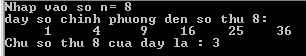 Nhap vao so n= 8
day so chinh phuong den so thu 8:
1 4 9 16 25 36
Chu so thu 8 cua day la : 3